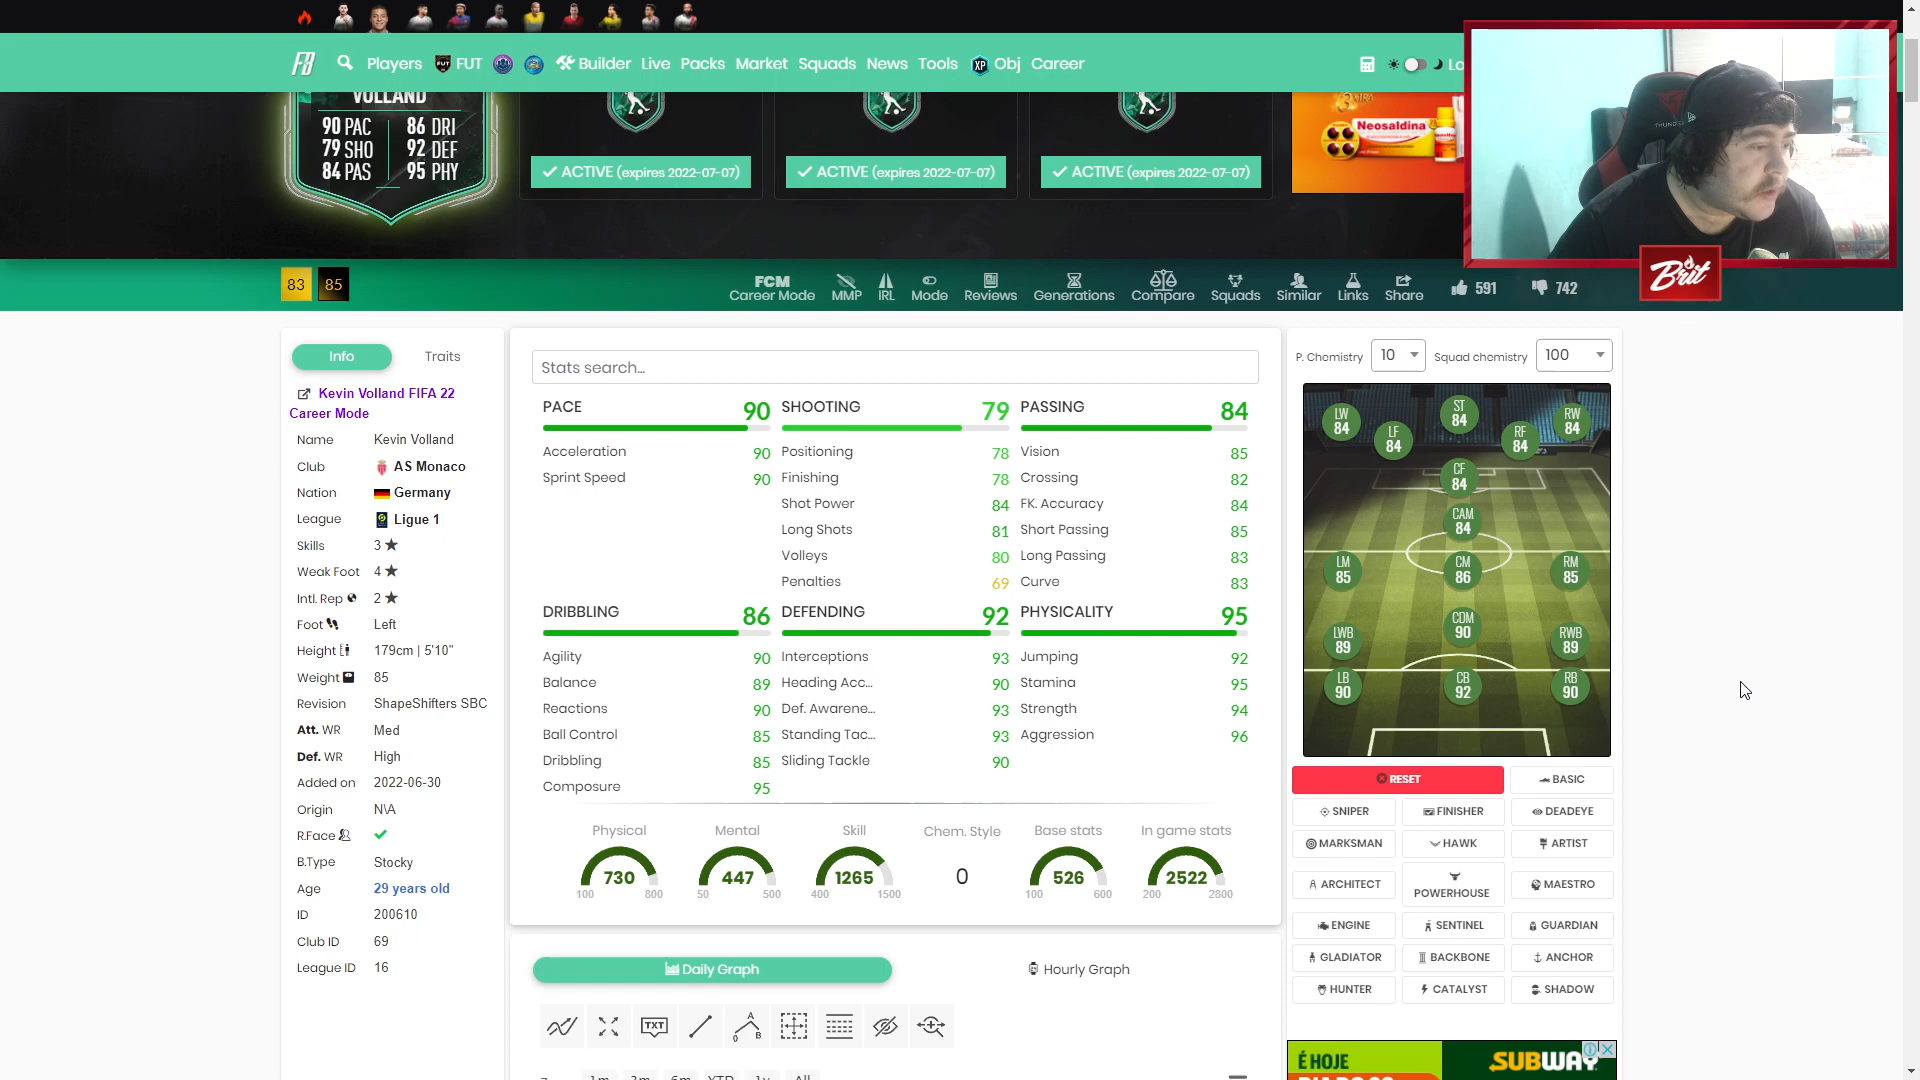 F8 Players FUT Builder Live Packs Market Squads News Tools Obj Career Lo
VOLLAND
90 PAC 86 DRI
79 SHO 92 DEF
84 PAS 95 PHY
ACTIVE (expires 2022-07-07) ACTIVE (expires 2022-07-07) ACTIVE (expires 2022-07-07)
Neosaldina
Brit
83 85
FCM
Career Mode MMP IRL Mode Reviews Generations Compare Squads Similar Links Share 591 742
Info Traits
Kevin Volland FIFA 22
Career Mode
Name Kevin Volland
Club AS Monaco
Nation Germany
League Ligue 1
Skills 3
Weak Foot 4
Intl. Rep 2
Foot Left
Height 179cm | 5'10"
Weight 85
Revision ShapeShifters SBC
Att. WR Med
Def. WR High
Added on 2022-06-30
Origin N\A
R.Face
B.Type Stocky
Age 29 years old
ID 200610
Club ID 69
League ID 16
Stats search...
PACE 90 SHOOTING 79 PASSING 84
Acceleration 90 Positioning 78 Vision 85
Sprint Speed 90 Finishing 78 Crossing 82
Shot Power 84 FK. Accuracy 84
Long Shots 81 Short Passing 85
Volleys 80 Long Passing 83
Penalties 69 Curve 83
DRIBBLING 86 DEFENDING 92 PHYSICALITY 95
Agility 90 Interceptions 93 Jumping 92
Balance 89 Heading Acc... 90 Stamina 95
Reactions 90 Def. Awarene... 93 Strength 94
Ball Control 85 Standing Tac... 93 Aggression 96
Dribbling 85 Sliding Tackle 90
Composure 95
Physical Mental Skill Chem. Style Base stats In game stats
730 447 1265 0 526 2522
100 800 50 500 400 1500 100 600 200 2800
Daily Graph Hourly Graph
TXT A 0 B
1m 3m 6m YTD 1y All
P. Chemistry 10 Squad chemistry 100
LW 84 ST 84 RW 84
LF 84 RF 84
CF 84
CAM 84
LM 85 CM 86 RM 85
CDM 90
LWB 89 RWB 89
LB 90 CB 92 RB 90
RESET BASIC
SNIPER FINISHER DEADEYE
MARKSMAN HAWK ARTIST
ARCHITECT POWERHOUSE MAESTRO
ENGINE SENTINEL GUARDIAN
GLADIATOR BACKBONE ANCHOR
HUNTER CATALYST SHADOW
É HOJE SUBWAY